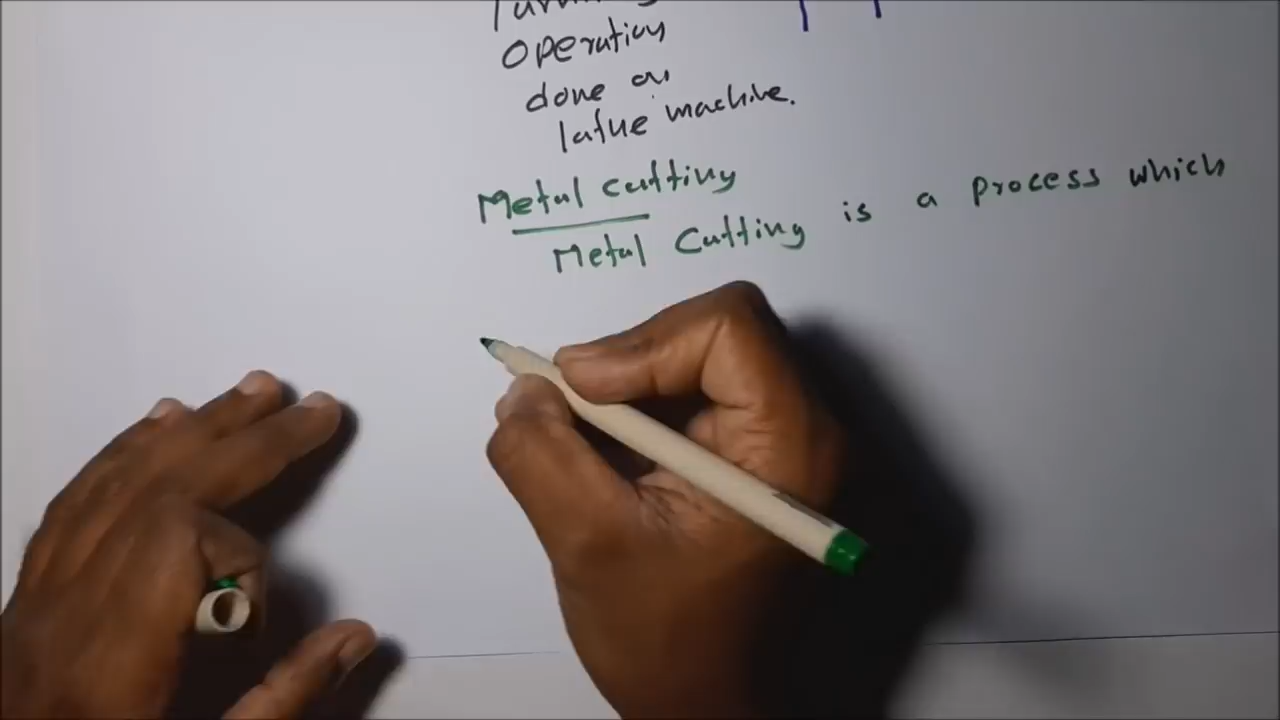 Operation
done on
lathe machine.
Metal cutting
Metal Cutting is a process which